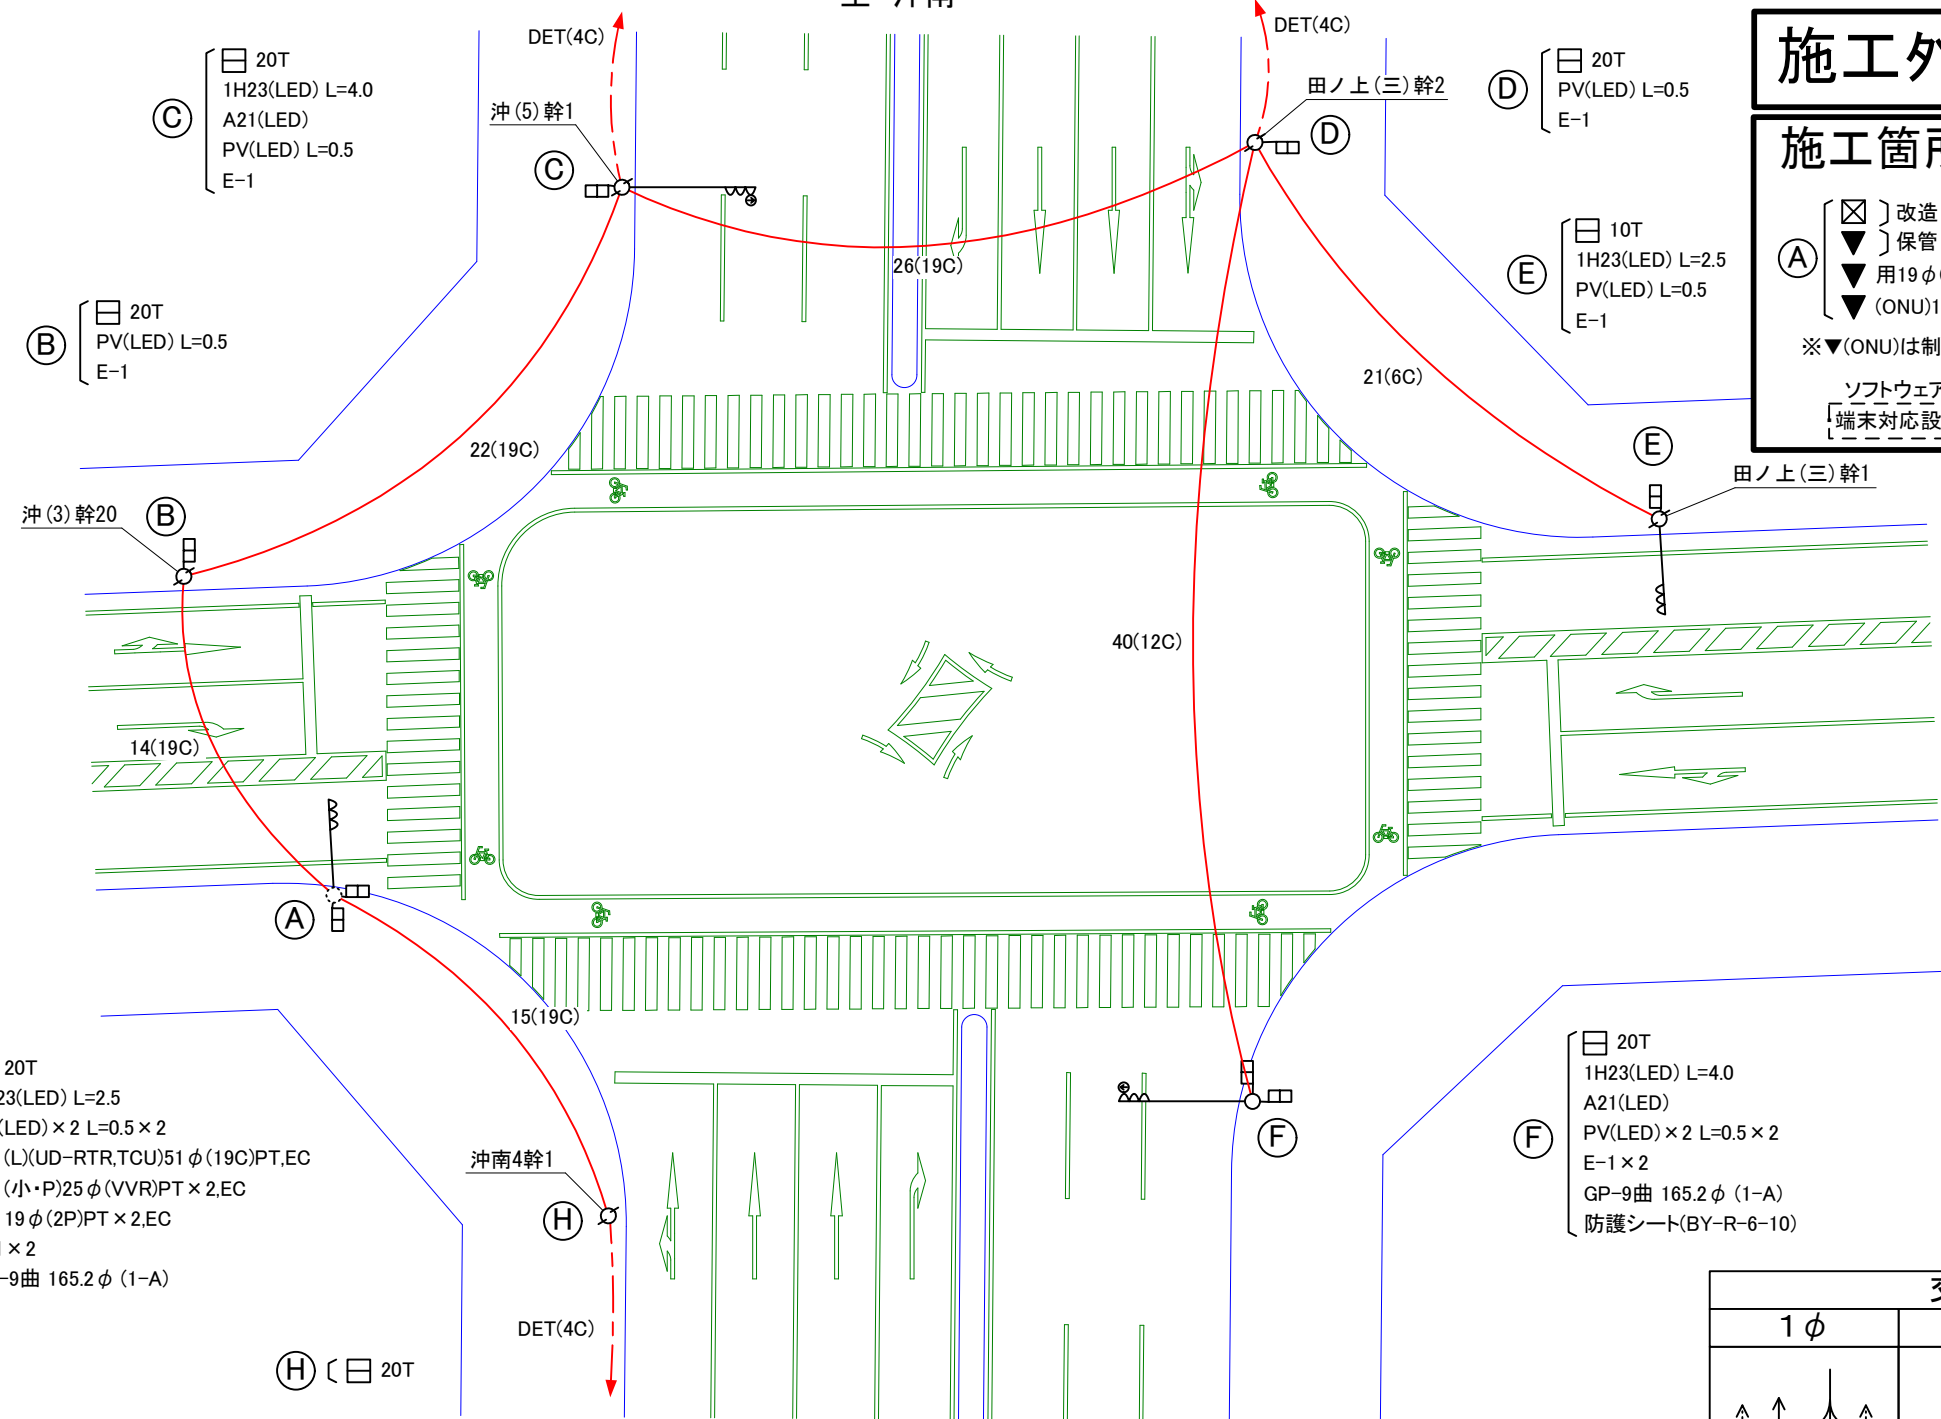 DET(4C)
DET(4C)
20T
1H23(LED) L=4.0
A21(LED)
PV(LED) L=0.5
E-1
C
沖(5)幹1
C
田ノ上(三)幹2
D
D
20T
PV(LED) L=0.5
E-1
施工
施工箇所
A
改造
保管
用19φ
(ONU)1
※▼(ONU)は制
ソフトウェア
端末対応設
E
10T
1H23(LED) L=2.5
PV(LED) L=0.5
E-1
B
20T
PV(LED) L=0.5
E-1
26(19C)
21(6C)
22(19C)
E
田ノ上(三)幹1
沖(3)幹20
B
40(12C)
14(19C)
A
15(19C)
20T
23(LED) L=2.5
(LED)×2 L=0.5×2
(L)(UD-RTR,TCU)51φ(19C)PT,EC
(小・P)25φ(VVR)PT×2,EC
19φ(2P)PT×2,EC
×2
-9曲 165.2φ (1-A)
沖南4幹1
H
F
F
20T
1H23(LED) L=4.0
A21(LED)
PV(LED)×2 L=0.5×2
E-1×2
GP-9曲 165.2φ (1-A)
防護シート(BY-R-6-10)
DET(4C)
H
20T
1φ